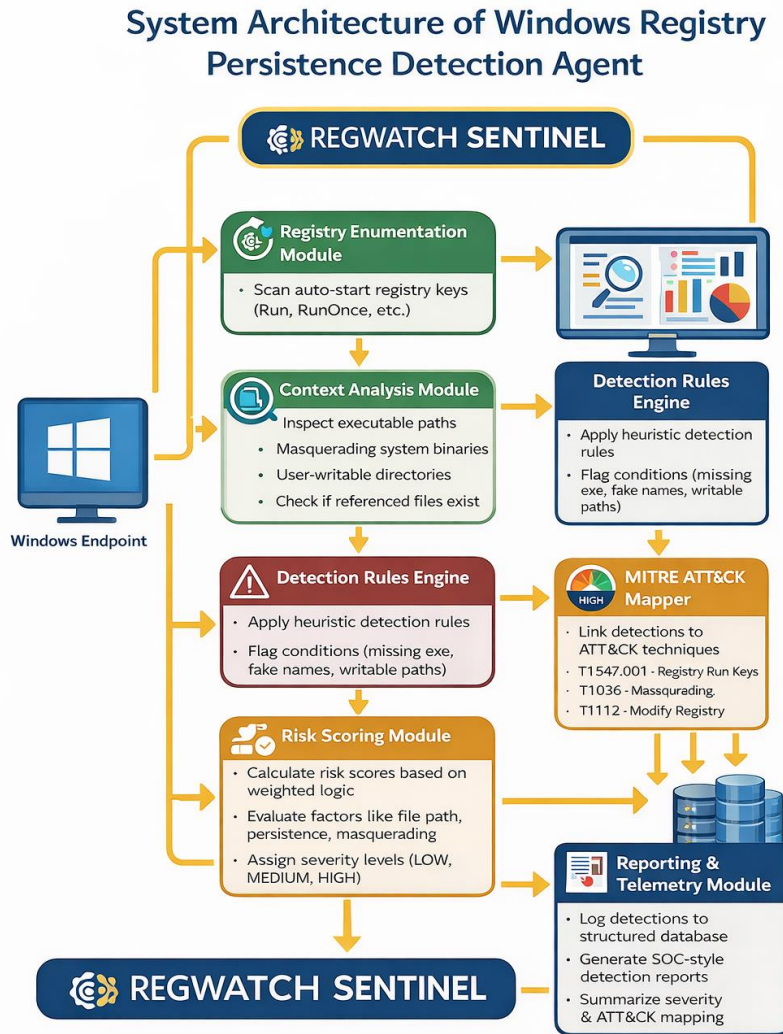 System Architecture of Windows Registry
Persistence Detection Agent
REGWATCH SENTINEL
Registry Enumentation
Module
• Scan auto-start registry keys
(Run, RunOnce, etc.)
Context Analysis Module
Inspect executable paths
• Masquerading system binaries
• User-writable directories
• Check if referenced files exist
Detection Rules
Engine
• Apply heuristic detection
rules
• Flag conditions (missing
exe, fake names, writable
paths)
Windows Endpoint
Detection Rules Engine
• Apply heuristic detection rules
• Flag conditions (missing exe,
fake names, writable paths)
HIGH
MITRE ATT&CK
Mapper
• Link detections to
ATT&CK techniques
• T1547.001 - Registry Run Keys
• T1036 - Massqurading.
• T1112 - Modify Registry
Risk Scoring Module
• Calculate risk scores based on
weighted logic
• Evaluate factors like file path,
persistence, masquerading
• Assign severity levels (LOW,
MEDIUM, HIGH)
Reporting &
Telemetry Module
• Log detections to
structured database
• Generate SOC-style
detection reports
• Summarize severity
& ATT&CK mapping
REGWATCH SENTINEL